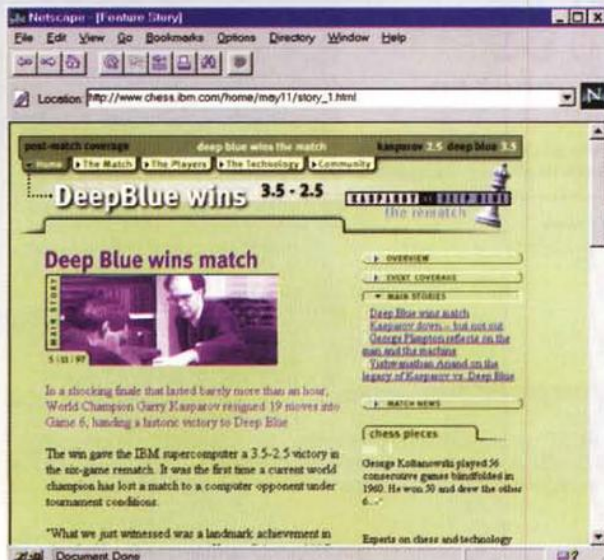 Netscape - [Feature Story]
File Edit View Go Bookmarks Options Directory Window Help
Location: http://www.chess.ibm.com/home/may11/story_1.html
N
post-match coverage deep blue wins the match kasparov 2.5 deep blue 3.5
Home The Match The Players The Technology Community
DeepBlue wins 3.5 - 2.5
KASPAROV vs DEEP BLUE
the rematch
Deep Blue wins match
MAIN STORY
5 | 11 | 97
In a shocking finale that lasted barely more than an hour,
World Champion Garry Kasparov resigned 19 moves into
Game 6, handing a historic victory to Deep Blue
The win gave the IBM supercomputer a 3.5-2.5 victory in
the six-game rematch. It was the first time a current world
champion has lost a match to a computer opponent under
tournament conditions.
"What we just witnessed was a landmark achievement in
OVERVIEW
EVENT COVERAGE
MAIN STORIES
Deep Blue wins match
Kasparov down -- but not out
George Plimpton reflects on the
man and the machine
Vishwanathan Anand on the
legacy of Kasparov vs. Deep Blue
MATCH NEWS
chess pieces
George Koltanowski played 56
consecutive games blindfolded in
1960. He won 50 and drew the other
6..."
Experts on chess and technology
Document Done